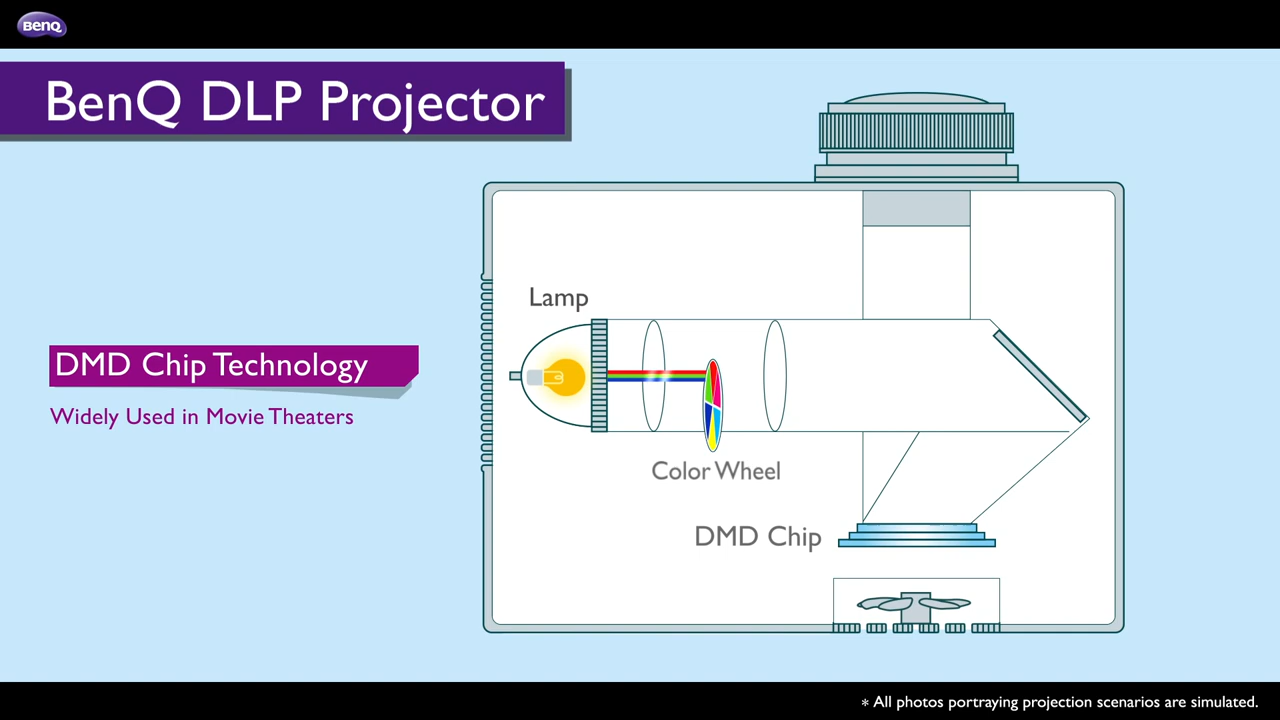 BenQ
BenQ DLP Projector
Lamp
DMD Chip Technology
Widely Used in Movie Theaters
Color Wheel
DMD Chip
* All photos portraying projection scenarios are simulated.